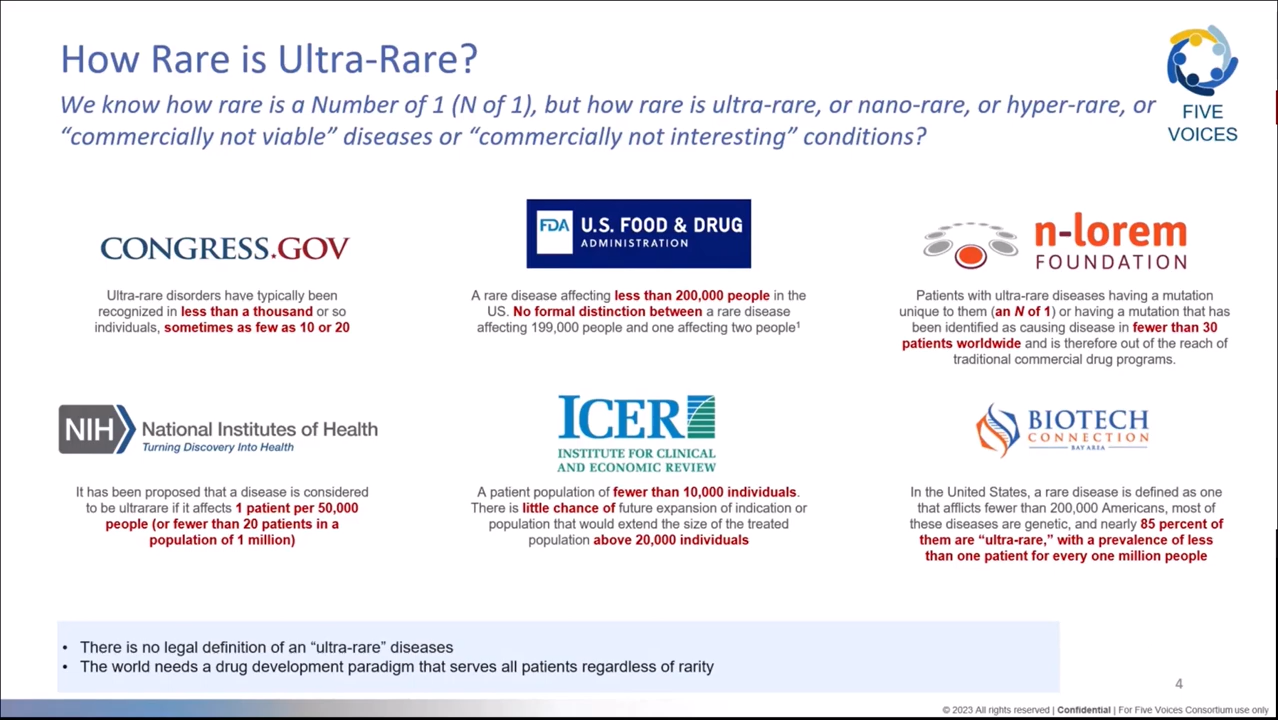 How Rare is Ultra-Rare?
We know how rare is a Number of 1 (N of 1), but how rare is ultra-rare, or nano-rare, or hyper-rare, or
“commercially not viable” diseases or “commercially not interesting” conditions?
FIVE
VOICES
CONGRESS.GOV
Ultra-rare disorders have typically been
recognized in less than a thousand or so
individuals, sometimes as few as 10 or 20
FDA U.S. FOOD & DRUG
ADMINISTRATION
A rare disease affecting less than 200,000 people in the
US. No formal distinction between a rare disease
affecting 199,000 people and one affecting two people¹
n-lorem
FOUNDATION
Patients with ultra-rare diseases having a mutation
unique to them (an N of 1) or having a mutation that has
been identified as causing disease in fewer than 30
patients worldwide and is therefore out of the reach of
traditional commercial drug programs.
NIH National Institutes of Health
Turning Discovery Into Health
It has been proposed that a disease is considered
to be ultrarare if it affects 1 patient per 50,000
people (or fewer than 20 patients in a
population of 1 million)
ICER
INSTITUTE FOR CLINICAL
AND ECONOMIC REVIEW
A patient population of fewer than 10,000 individuals.
There is little chance of future expansion of indication or
population that would extend the size of the treated
population above 20,000 individuals
BIOTECH
CONNECTION
BAY AREA
In the United States, a rare disease is defined as one
that afflicts fewer than 200,000 Americans, most of
these diseases are genetic, and nearly 85 percent of
them are “ultra-rare,” with a prevalence of less
than one patient for every one million people
• There is no legal definition of an “ultra-rare” diseases
• The world needs a drug development paradigm that serves all patients regardless of rarity
4
© 2023 All rights reserved | Confidential | For Five Voices Consortium use only